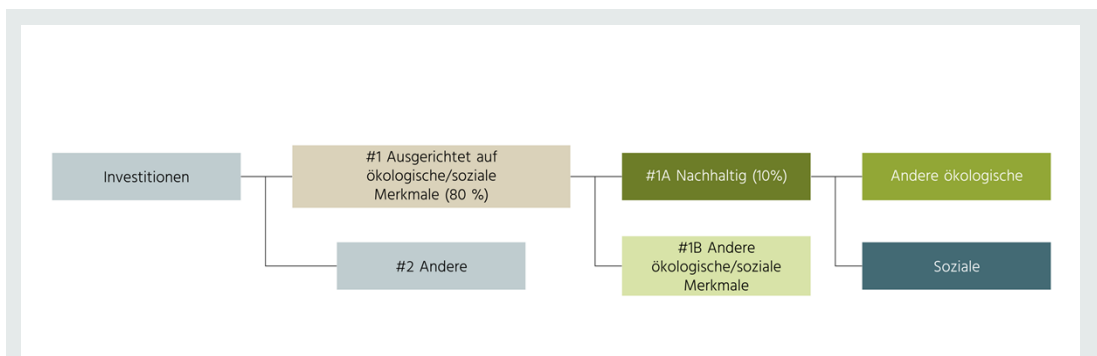 Investitionen
#1 Ausgerichtet auf
ökologische/soziale
Merkmale (80 %)
#1A Nachhaltig (10%)
Andere ökologische
#2 Andere
#1B Andere
ökologische/soziale
Merkmale
Soziale